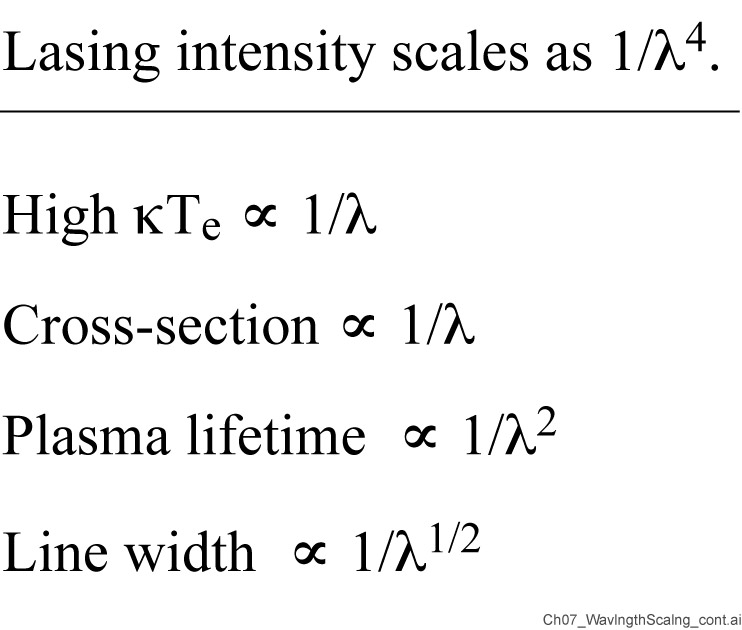 Lasing intensity scales as 1/λ⁴.
High κTₑ ∝ 1/λ
Cross-section ∝ 1/λ
Plasma lifetime ∝ 1/λ²
Line width ∝ 1/λ¹/²
Ch07_WavlngthScalng_cont.ai